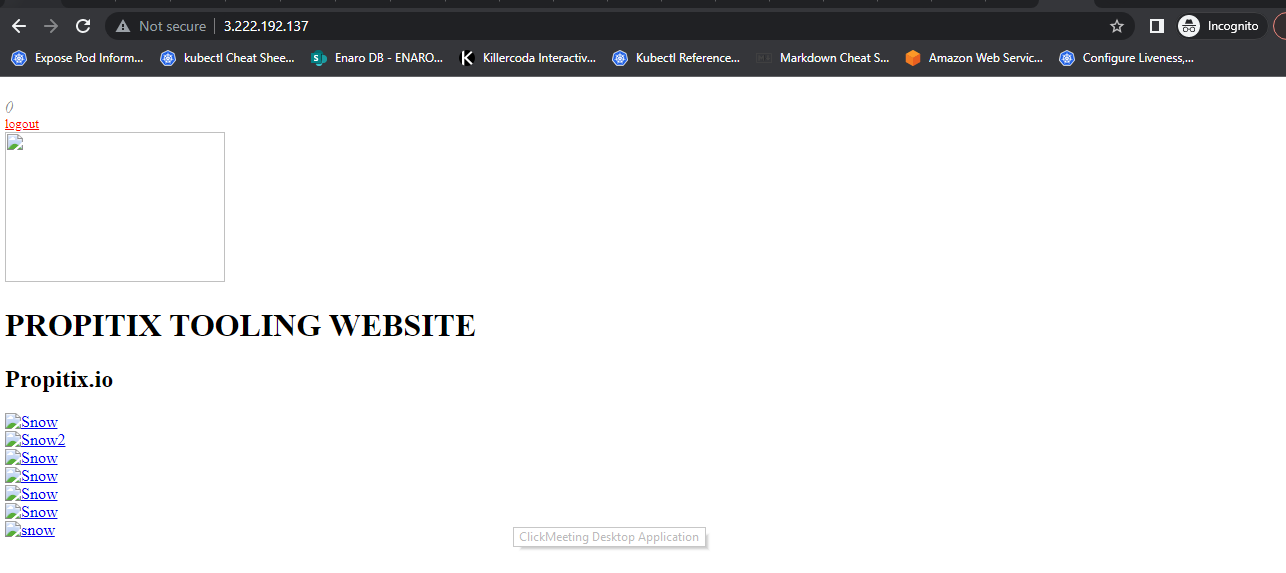 Not secure | 3.222.192.137
Incognito
Expose Pod Inform... kubectl Cheat Shee... Enaro DB - ENARO... Killercoda Interactiv... Kubectl Reference... Markdown Cheat S... Amazon Web Servic... Configure Liveness,...
()
logout
PROPITIX TOOLING WEBSITE
Propitix.io
Snow
Snow2
Snow
Snow
Snow
Snow
snow
ClickMeeting Desktop Application